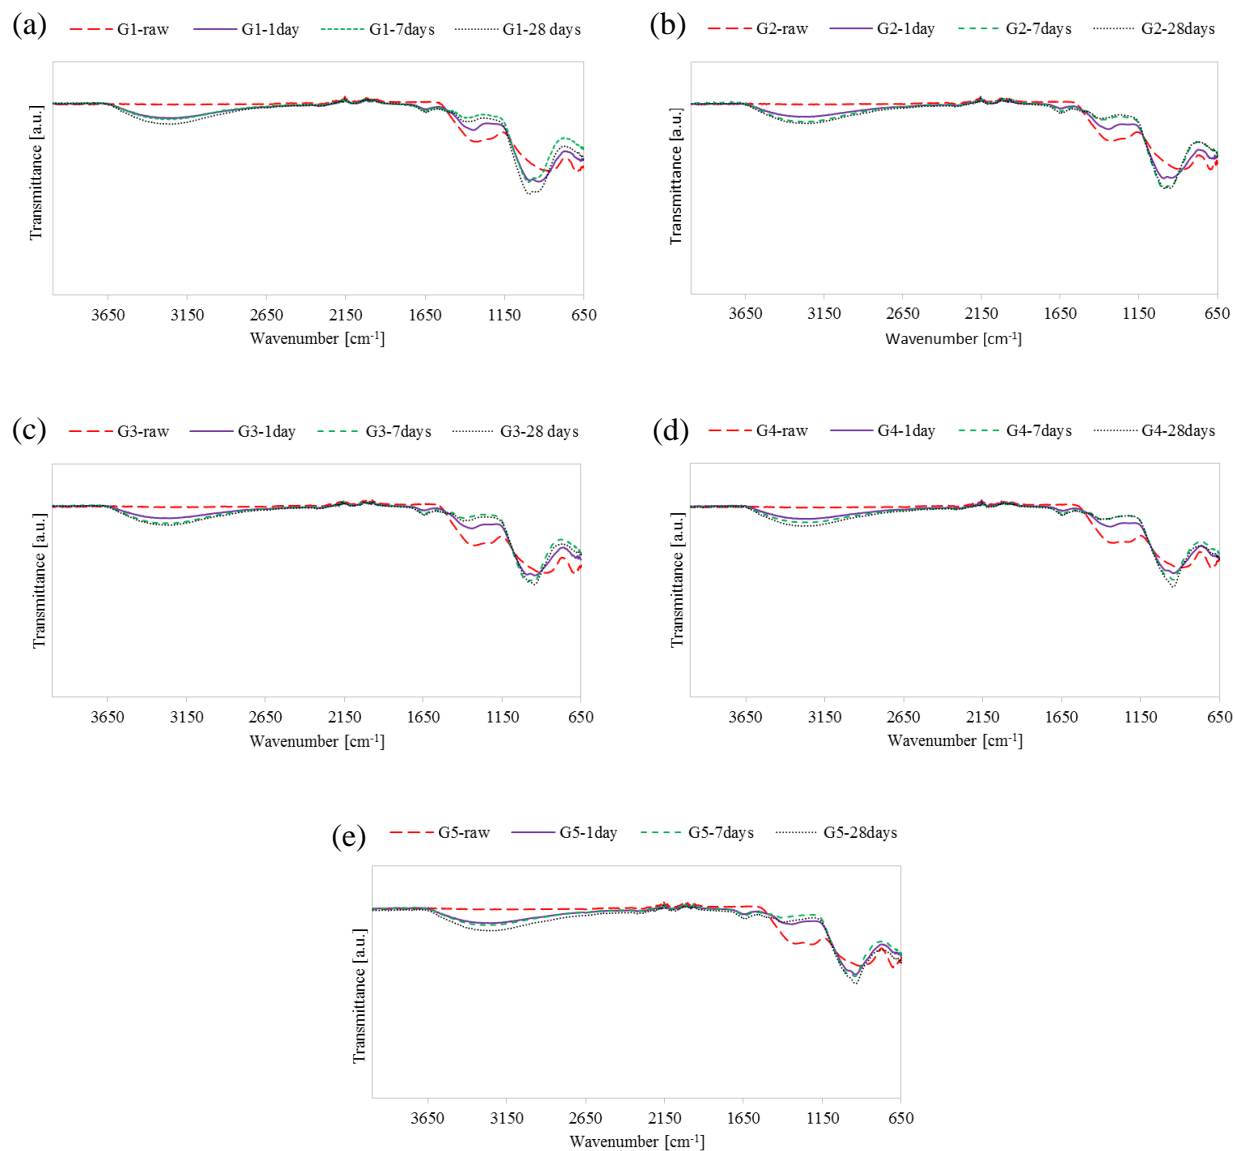 (a) G1-raw G1-1day G1-7days G1-28 days
Transmittance [a.u.]
3650 3150 2650 2150 1650 1150 650
Wavenumber [cm-1]
(b) G2-raw G2-1day G2-7days G2-28days
Transmittance [a.u.]
3650 3150 2650 2150 1650 1150 650
Wavenumber [cm-1]
(c) G3-raw G3-1day G3-7days G3-28 days
Transmittance [a.u.]
3650 3150 2650 2150 1650 1150 650
Wavenumber [cm-1]
(d) G4-raw G4-1day G4-7days G4-28days
Transmittance [a.u.]
3650 3150 2650 2150 1650 1150 650
Wavenumber [cm-1]
(e) G5-raw G5-1day G5-7days G5-28days
Transmittance [a.u.]
3650 3150 2650 2150 1650 1150 650
Wavenumber [cm-1]